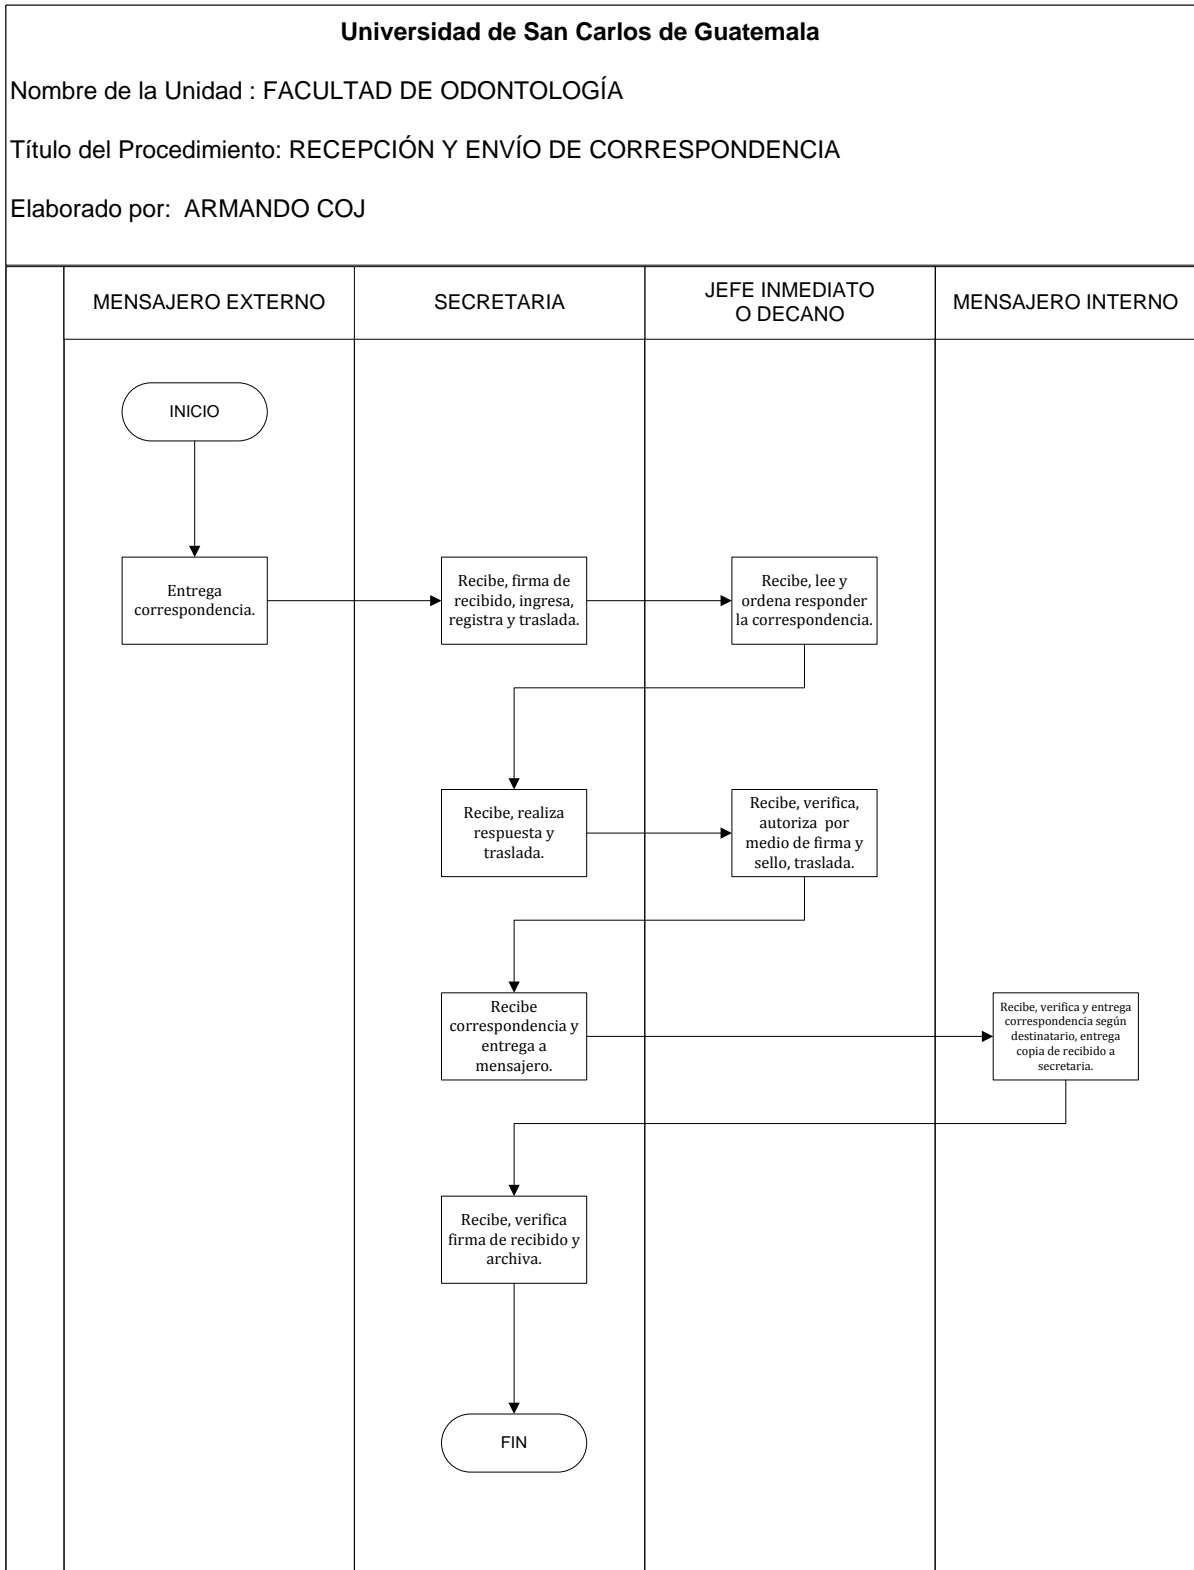 Universidad de San Carlos de Guatemala
Nombre de la Unidad : FACULTAD DE ODONTOLOGÍA
Título del Procedimiento: RECEPCIÓN Y ENVÍO DE CORRESPONDENCIA
Elaborado por: ARMANDO COJ
MENSAJERO EXTERNO
SECRETARIA
JEFE INMEDIATO
O DECANO
MENSAJERO INTERNO
INICIO
Entrega
correspondencia.
Recibe, firma de
recibido, ingresa,
registra y traslada.
Recibe, lee y
ordena responder
la correspondencia.
Recibe, realiza
respuesta y
traslada.
Recibe, verifica,
autoriza por
medio de firma y
sello, traslada.
Recibe
correspondencia y
entrega a
mensajero.
Recibe, verifica y entrega
correspondencia según
destinatario, entrega
copia de recibido a
secretaria.
Recibe, verifica
firma de recibido y
archiva.
FIN